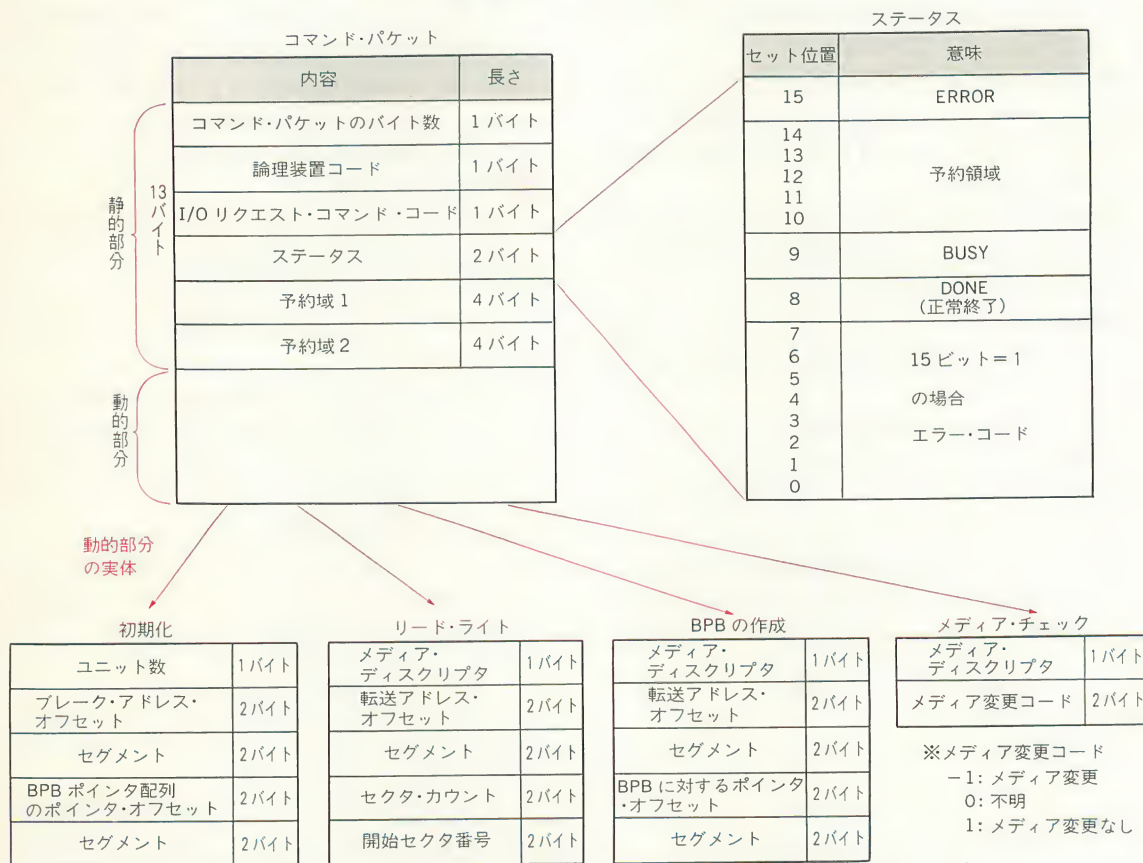 コマンド・パケット
内容 長さ
コマンド・パケットのバイト数 1バイト
論理装置コード 1バイト
I/Oリクエスト・コマンド・コード 1バイト
ステータス 2バイト
予約域1 4バイト
予約域2 4バイト
静的部分
13バイト
動的部分
ステータス
セット位置 意味
15 ERROR
14
13
12 予約領域
11
10
9 BUSY
8 DONE
(正常終了)
7
6 15ビット=1
5
4 の場合
3
2 エラー・コード
1
0
動的部分
の実体
初期化
ユニット数 1バイト
ブレーク・アドレス・
オフセット 2バイト
セグメント 2バイト
BPBポインタ配列
のポインタ・オフセット 2バイト
セグメント 2バイト
リード・ライト
メディア・
ディスクリプタ 1バイト
転送アドレス・
オフセット 2バイト
セグメント 2バイト
セクタ・カウント 2バイト
開始セクタ番号 2バイト
BPBの作成
メディア・
ディスクリプタ 1バイト
転送アドレス・
オフセット 2バイト
セグメント 2バイト
BPBに対するポインタ
・オフセット 2バイト
セグメント 2バイト
メディア・チェック
メディア・
ディスクリプタ 1バイト
メディア変更コード 2バイト
※メディア変更コード
-1:メディア変更
0:不明
1:メディア変更なし